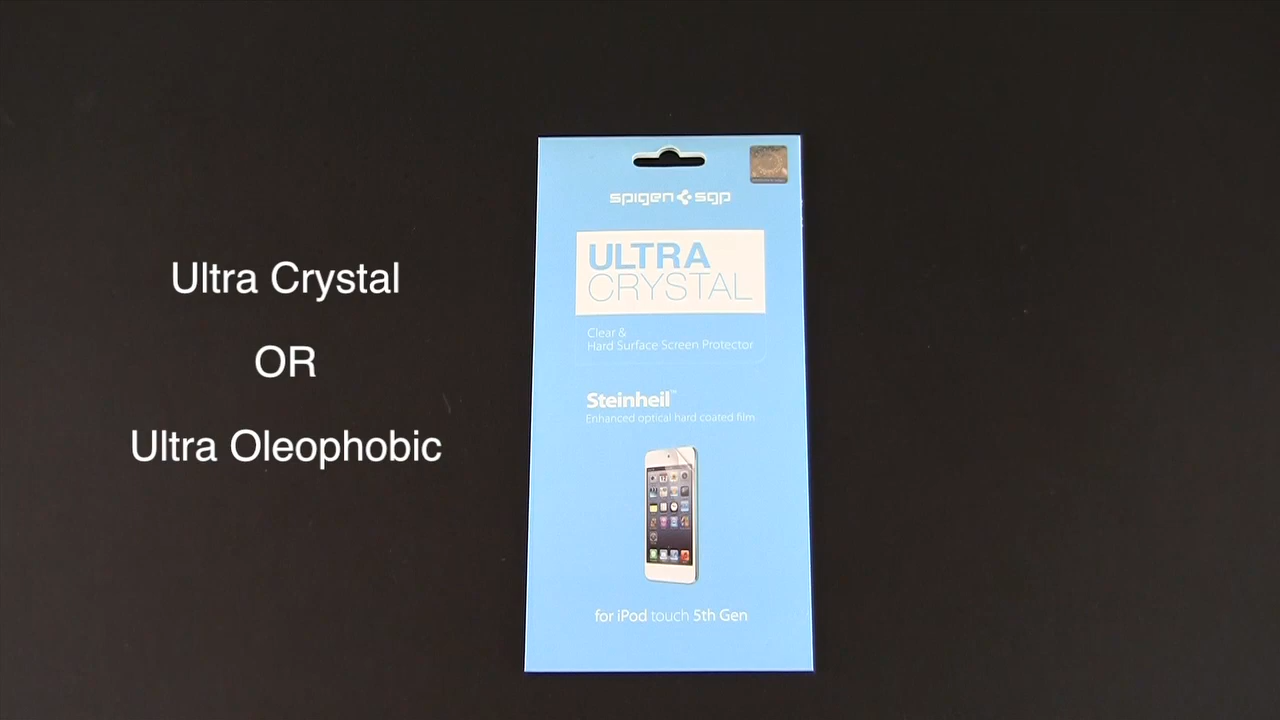 Ultra Crystal
OR
Ultra Oleophobic
spigen sgp
ULTRA
CRYSTAL
Clear &
Hard Surface Screen Protector
Steinheil™
Enhanced optical hard coated film
for iPod touch 5th Gen